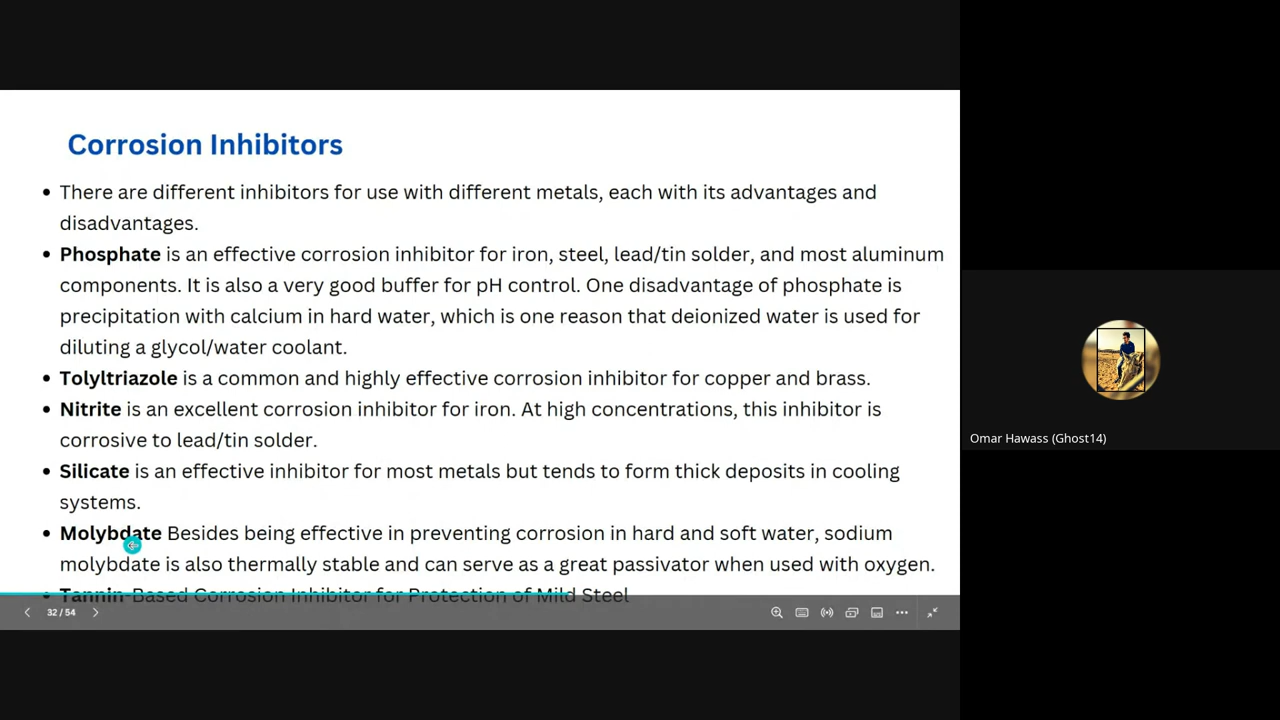 Corrosion Inhibitors
• There are different inhibitors for use with different metals, each with its advantages and
disadvantages.
• Phosphate is an effective corrosion inhibitor for iron, steel, lead/tin solder, and most aluminum
components. It is also a very good buffer for pH control. One disadvantage of phosphate is
precipitation with calcium in hard water, which is one reason that deionized water is used for
diluting a glycol/water coolant.
• Tolyltriazole is a common and highly effective corrosion inhibitor for copper and brass.
• Nitrite is an excellent corrosion inhibitor for iron. At high concentrations, this inhibitor is
corrosive to lead/tin solder.
• Silicate is an effective inhibitor for most metals but tends to form thick deposits in cooling
systems.
• Molybdate Besides being effective in preventing corrosion in hard and soft water, sodium
molybdate is also thermally stable and can serve as a great passivator when used with oxygen.
• Tannin-Based Corrosion Inhibitor for Protection of Mild Steel
32 / 54
Omar Hawass (Ghost14)